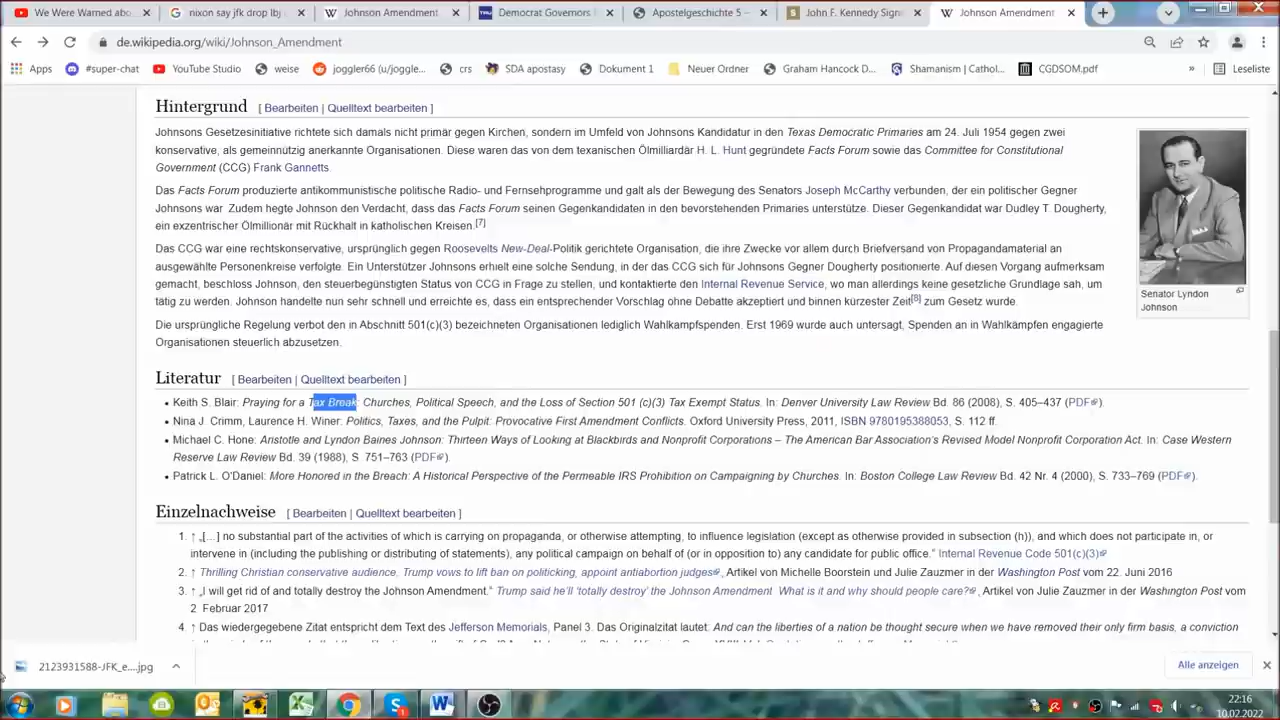 We Were Warned abo
nixon say jfk drop lbj
Johnson Amendment
Democrat Governors
Apostelgeschichte 5 –
John F. Kennedy Sign
Johnson Amendment
de.wikipedia.org/wiki/Johnson_Amendment
Apps #super-chat YouTube Studio weise joggler66 (u/joggle... crs SDA apostasy Dokument 1 Neuer Ordner Graham Hancock D... Shamanism | Cathol... CGDSOM.pdf » Leseliste
Hintergrund [ Bearbeiten | Quelltext bearbeiten ]
Johnsons Gesetzesinitiative richtete sich damals nicht primär gegen Kirchen, sondern im Umfeld von Johnsons Kandidatur in den Texas Democratic Primaries am 24. Juli 1954 gegen zwei
konservative, als gemeinnützig anerkannte Organisationen. Diese waren das von dem texanischen Ölmilliardär H. L. Hunt gegründete Facts Forum sowie das Committee for Constitutional
Government (CCG) Frank Gannetts.
Das Facts Forum produzierte antikommunistische politische Radio- und Fernsehprogramme und galt als der Bewegung des Senators Joseph McCarthy verbunden, der ein politischer Gegner
Johnsons war. Zudem hegte Johnson den Verdacht, dass das Facts Forum seinen Gegenkandidaten in den bevorstehenden Primaries unterstütze. Dieser Gegenkandidat war Dudley T. Dougherty,
ein exzentrischer Ölmillionär mit Rückhalt in katholischen Kreisen.[7]
Das CCG war eine rechtskonservative, ursprünglich gegen Roosevelts New-Deal-Politik gerichtete Organisation, die ihre Zwecke vor allem durch Briefversand von Propagandamaterial an
ausgewählte Personenkreise verfolgte. Ein Unterstützer Johnsons erhielt eine solche Sendung, in der das CCG sich für Johnsons Gegner Dougherty positionierte. Auf diesen Vorgang aufmerksam
gemacht, beschloss Johnson, den steuerbegünstigten Status von CCG in Frage zu stellen, und kontaktierte den Internal Revenue Service, wo man allerdings keine gesetzliche Grundlage sah, um
tätig zu werden. Johnson handelte nun sehr schnell und erreichte es, dass ein entsprechender Vorschlag ohne Debatte akzeptiert und binnen kürzester Zeit[8] zum Gesetz wurde.
Die ursprüngliche Regelung verbot den in Abschnitt 501(c)(3) bezeichneten Organisationen lediglich Wahlkampfspenden. Erst 1969 wurde auch untersagt, Spenden an in Wahlkämpfen engagierte
Organisationen steuerlich abzusetzen.
Senator Lyndon
Johnson
Literatur [ Bearbeiten | Quelltext bearbeiten ]
• Keith S. Blair: Praying for a Tax Break: Churches, Political Speech, and the Loss of Section 501 (c)(3) Tax Exempt Status. In: Denver University Law Review Bd. 86 (2008), S. 405–437 (PDF).
• Nina J. Crimm, Laurence H. Winer: Politics, Taxes, and the Pulpit: Provocative First Amendment Conflicts. Oxford University Press, 2011, ISBN 9780195388053, S. 112 ff.
• Michael C. Hone: Aristotle and Lyndon Baines Johnson: Thirteen Ways of Looking at Blackbirds and Nonprofit Corporations – The American Bar Association's Revised Model Nonprofit Corporation Act. In: Case Western
Reserve Law Review Bd. 39 (1988), S. 751–763 (PDF).
• Patrick L. O'Daniel: More Honored in the Breach: A Historical Perspective of the Permeable IRS Prohibition on Campaigning by Churches. In: Boston College Law Review Bd. 42 Nr. 4 (2000), S. 733–769 (PDF).
Einzelnachweise [ Bearbeiten | Quelltext bearbeiten ]
1. ↑ „[…] no substantial part of the activities of which is carrying on propaganda, or otherwise attempting, to influence legislation (except as otherwise provided in subsection (h)), and which does not participate in, or
intervene in (including the publishing or distributing of statements), any political campaign on behalf of (or in opposition to) any candidate for public office.“ Internal Revenue Code 501(c)(3)
2. ↑ Thrilling Christian conservative audience, Trump vows to lift ban on politicking, appoint antiabortion judges, Artikel von Michelle Boorstein und Julie Zauzmer in der Washington Post vom 22. Juni 2016
3. ↑ „I will get rid of and totally destroy the Johnson Amendment.“ Trump said he'll 'totally destroy' the Johnson Amendment. What is it and why should people care?, Artikel von Julie Zauzmer in der Washington Post vom
2. Februar 2017
4. ↑ Das wiedergegebene Zitat entspricht dem Text des Jefferson Memorials, Panel 3. Das Originalzitat lautet: And can the liberties of a nation be thought secure when we have removed their only firm basis, a conviction
2123931588-JFK_e....jpg
Alle anzeigen
22:16
10.02.2022